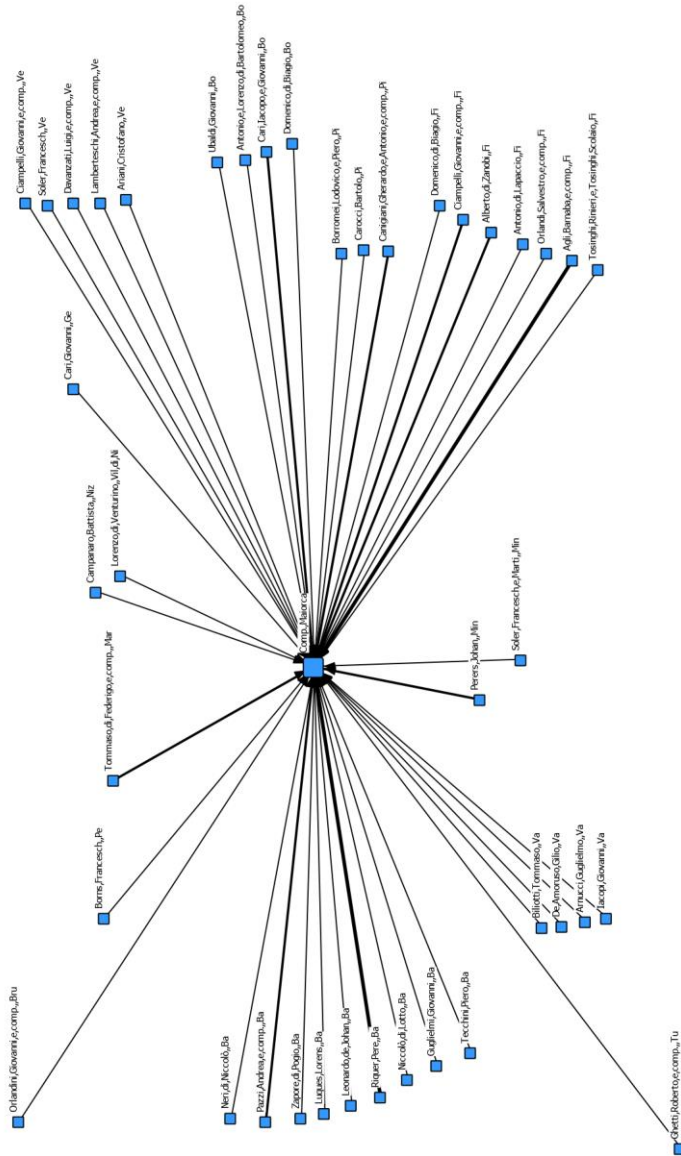 Ciampelli,Giovanni,e,comp.,,,Ve
Soler,Francesch,,,Ve
Davanzati,Luigi,e,comp.,,,Ve
Lamberteschi,Andrea,e,comp.,,,Ve
Ariani,Cristofano,,,Ve
Ubaldi,Giovanni,,,Bo
Antonio,e,Lorenzo,di,Bartolomeo,,,Bo
Cari,Iacopo,e,Giovanni,,,Bo
Domenico,di,Biagio,,,Bo
Borromei,Lodovico,e,Piero,,,Pi
Carocci,Bartolo,,,Pi
Canigiani,Gherardo,e,Antonio,e,comp.,,,Pi
Domenico,di,Biagio,,,Fi
Ciampelli,Giovanni,e,comp.,,,Fi
Alberto,di,Zanobi,,,Fi
Antonio,di,Lapaccio,,,Fi
Orlandi,Salvestro,e,comp.,,,Fi
Agli,Barnaba,e,comp.,,,Fi
Tosinghi,Rinieri,e,Tosinghi,Scolaio,,,Fi
Cari,Giovanni,,,Ge
Campanaro,Battista,,,Niz
Lorenzo,di,Venturino,,,Vil,di,Ni
Comp.,,,Maiorca
Tommaso,di,Federigo,e,comp.,,,Mar
Perers,Johan,,,Min
Soler,Francesch,e,Marti,,,Min
Borns,Francesch,,,Pe
Orlandini,Giovanni,e,comp.,,,Bru
Neri,di,Niccolò,,,Ba
Pazzi,Andrea,e,comp.,,,Ba
Zapore,di,Pogio,,,Ba
Luques,Lorens,,,Ba
Leonardo,de,Johan,,,Ba
Riquer,Pere,,,Ba
Niccolò,di,Lotto,,,Ba
Guglielmi,Giovanni,,,Ba
Tecchini,Piero,,,Ba
Biliotti,Tommaso,,,Va
De,Amoruso,Gilio,,,Va
Arnucci,Guglielmo,,,Va
Iacopi,Giovanni,,,Va
Ghetti,Roberto,e,comp.,,,Tu